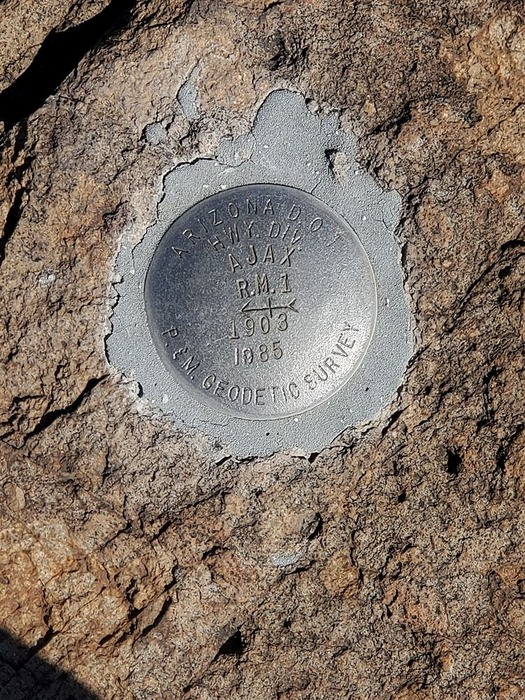 ARIZONA D.O.T.
HWY. DIV.
AJAX
R.M. 1
1903
1985
P. & M. GEODETIC SURVEY